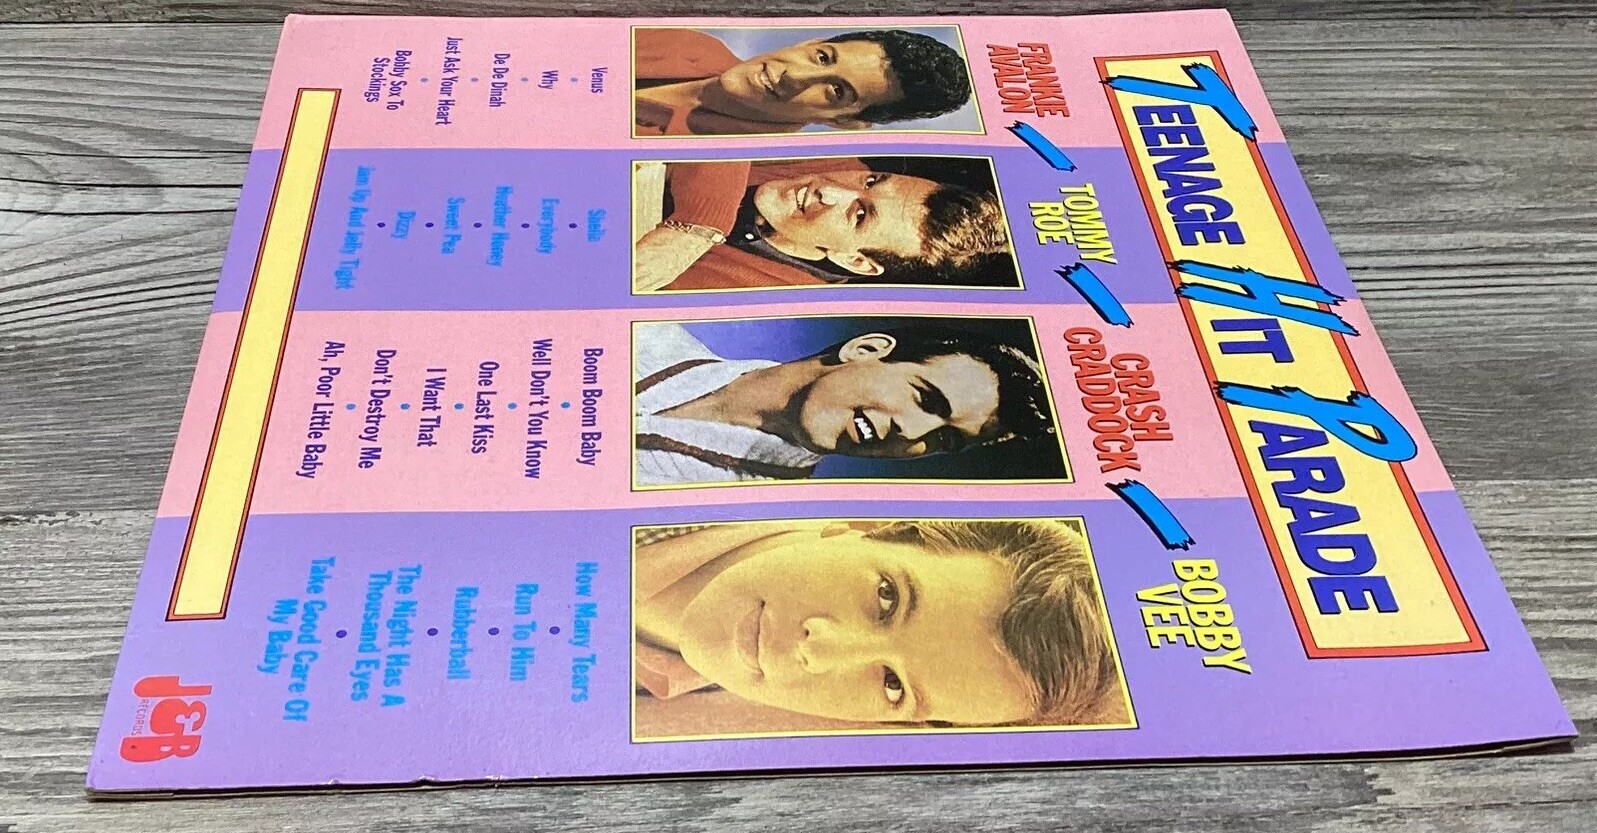 TEENAGE HIT PARADE
FRANKIE
AVALON
TOMMY
ROE
CRASH
CRADDOCK
BOBBY
VEE
Venus
Why
De De Dinah
Just Ask Your Heart
Bobby Sox To
Stockings
Sheila
Everybody
Heather Honey
Sweet Pea
Dizzy
Jam Up And Jelly Tight
Boom Boom Baby
Well Don't You Know
One Last Kiss
I Want That
Don't Destroy Me
Ah, Poor Little Baby
How Many Tears
Run To Him
Rubberball
The Night Has A
Thousand Eyes
Take Good Care Of
My Baby
J&B
RECORDS